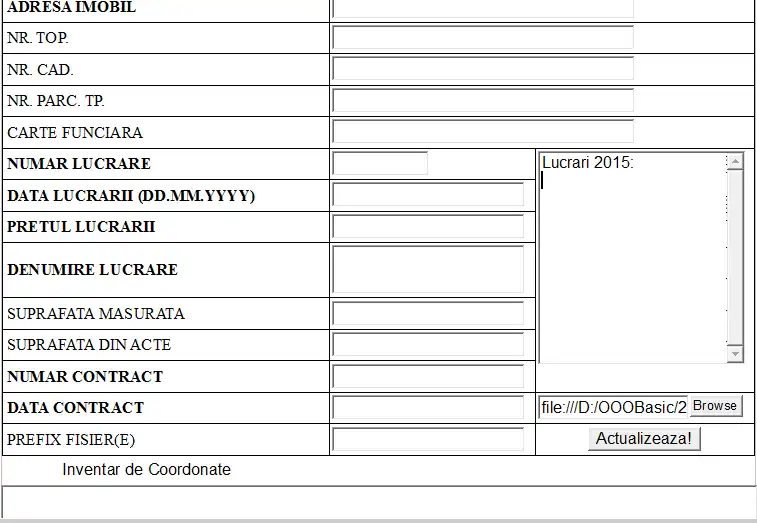 ADRESA IMOBIL
NR. TOP.
NR. CAD.
NR. PARC. TP.
CARTE FUNCIARA
NUMAR LUCRARE
Lucrari 2015:
DATA LUCRARII (DD.MM.YYYY)
PRETUL LUCRARII
DENUMIRE LUCRARE
SUPRAFATA MASURATA
SUPRAFATA DIN ACTE
NUMAR CONTRACT
DATA CONTRACT
file:///D:/OOOBasic/2
Browse
PREFIX FISIER(E)
Actualizeaza!
Inventar de Coordonate